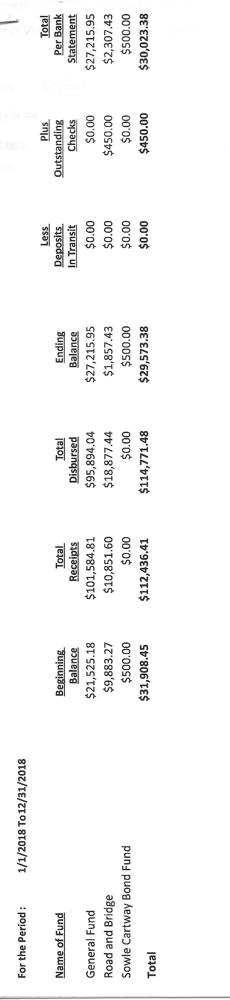 For the Period : 1/1/2018 To 12/31/2018
Total
Less Plus Per Bank
Beginning Total Total Ending Deposits Outstanding Statement
Name of Fund Balance Receipts Disbursed Balance In Transit Checks
General Fund $21,525.18 $101,584.81 $95,894.04 $27,215.95 $0.00 $0.00 $27,215.95
Road and Bridge $9,883.27 $10,851.60 $18,877.44 $1,857.43 $0.00 $450.00 $2,307.43
Sowle Cartway Bond Fund $500.00 $0.00 $0.00 $500.00 $0.00 $0.00 $500.00
Total $31,908.45 $112,436.41 $114,771.48 $29,573.38 $0.00 $450.00 $30,023.38